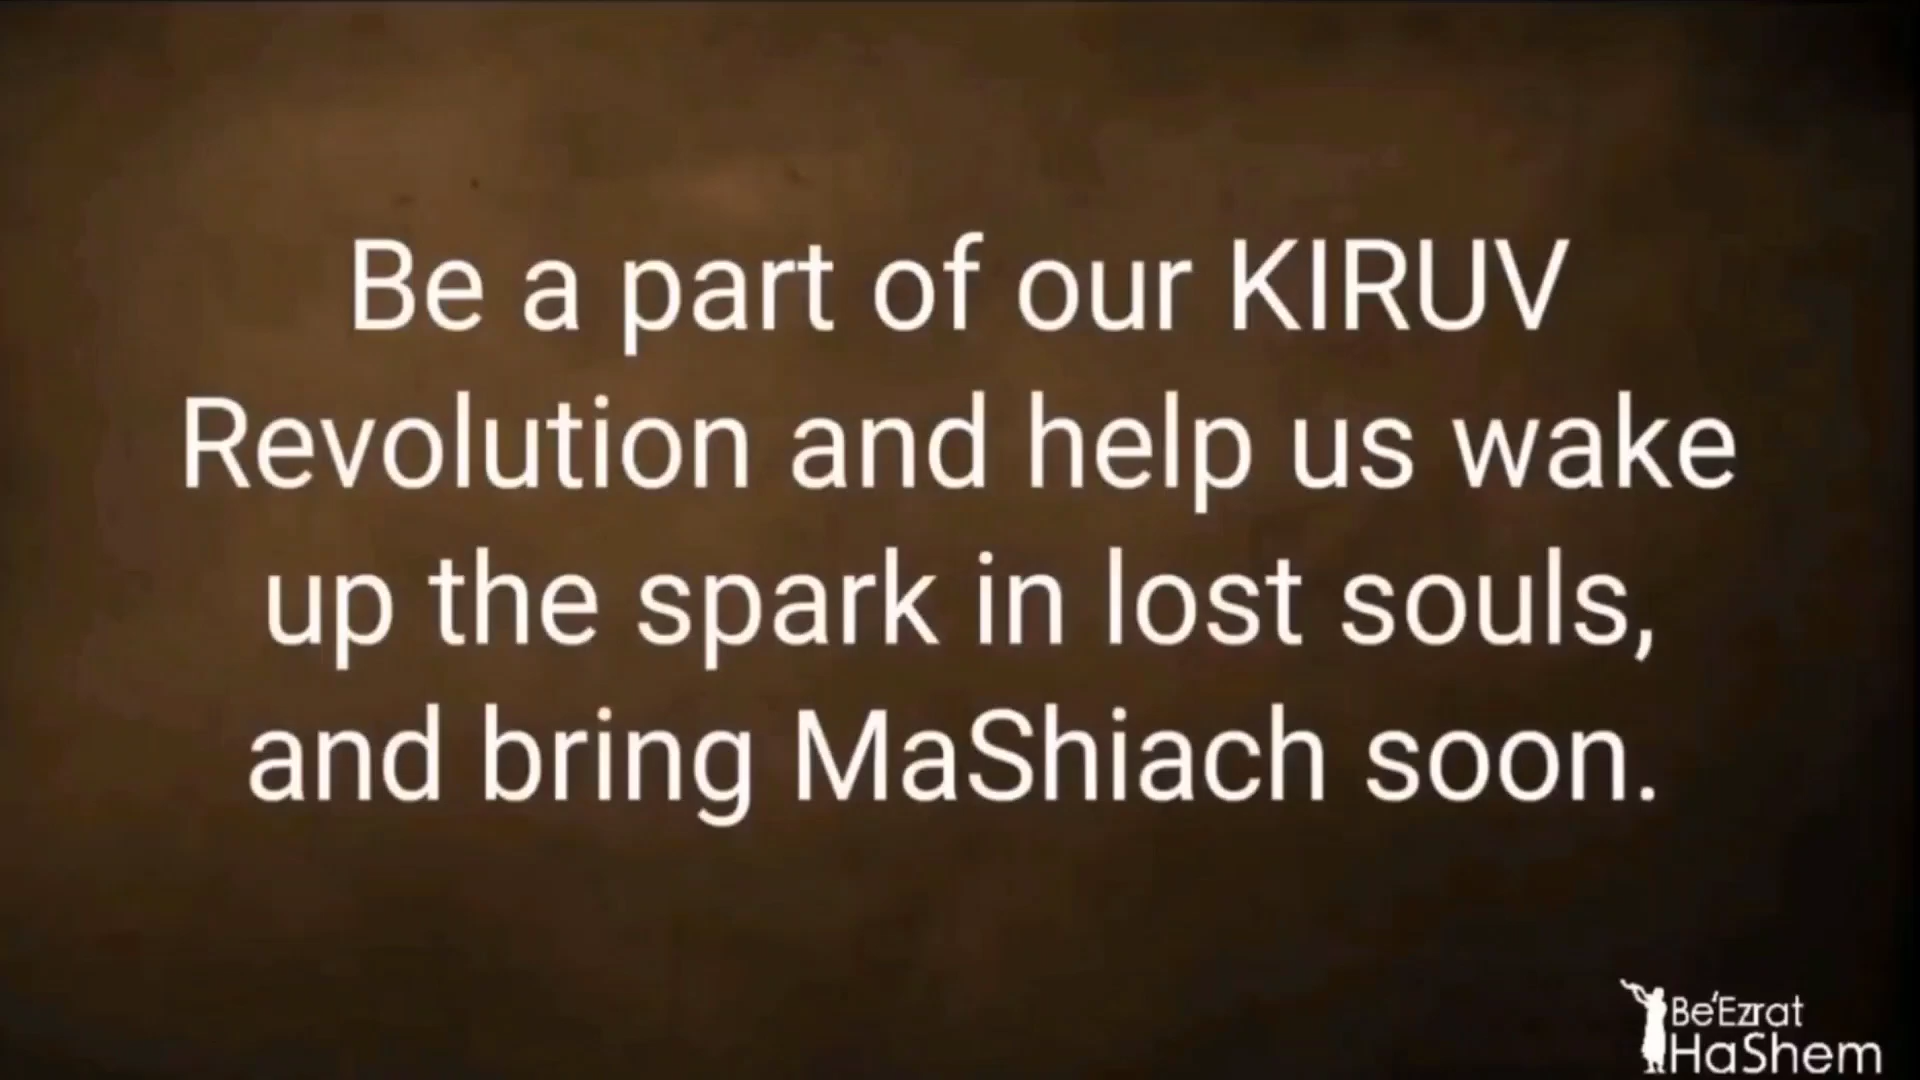 Be a part of our KIRUV
Revolution and help us wake
up the spark in lost souls,
and bring MaShiach soon.
Be'Ezrat
HaShem